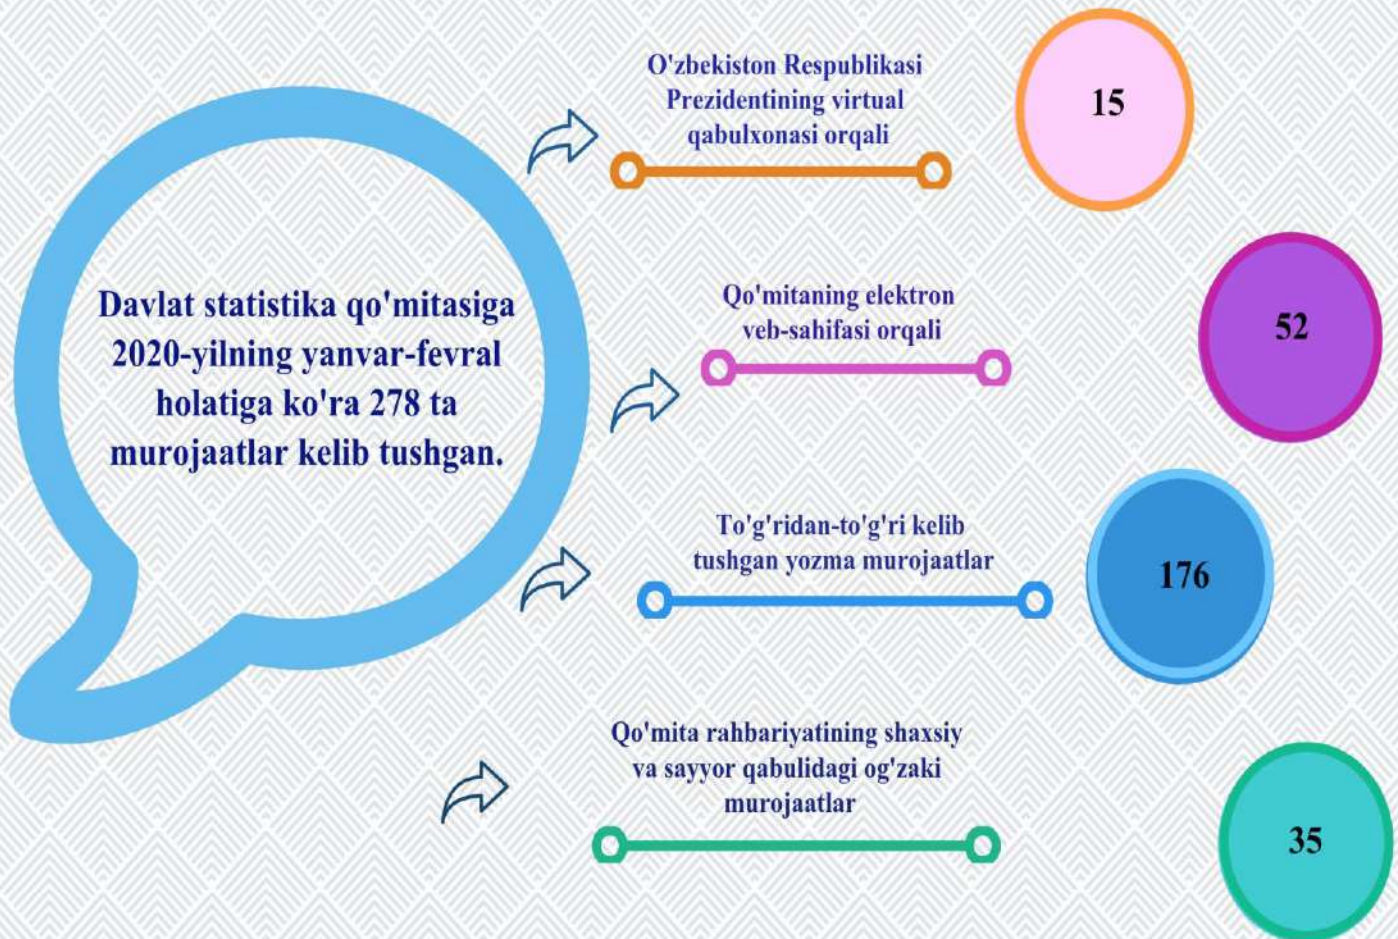 Davlat statistika qo'mitasiga
2020-yilning yanvar-fevral
holatiga ko'ra 278 ta
murojaatlar kelib tushgan.
O'zbekiston Respublikasi
Prezidentining virtual
qabulxonasi orqali
15
Qo'mitaning elektron
veb-sahifasi orqali
52
To'g'ridan-to'g'ri kelib
tushgan yozma murojaatlar
176
Qo'mita rahbariyatining shaxsiy
va sayyor qabulidagi og'zaki
murojaatlar
35